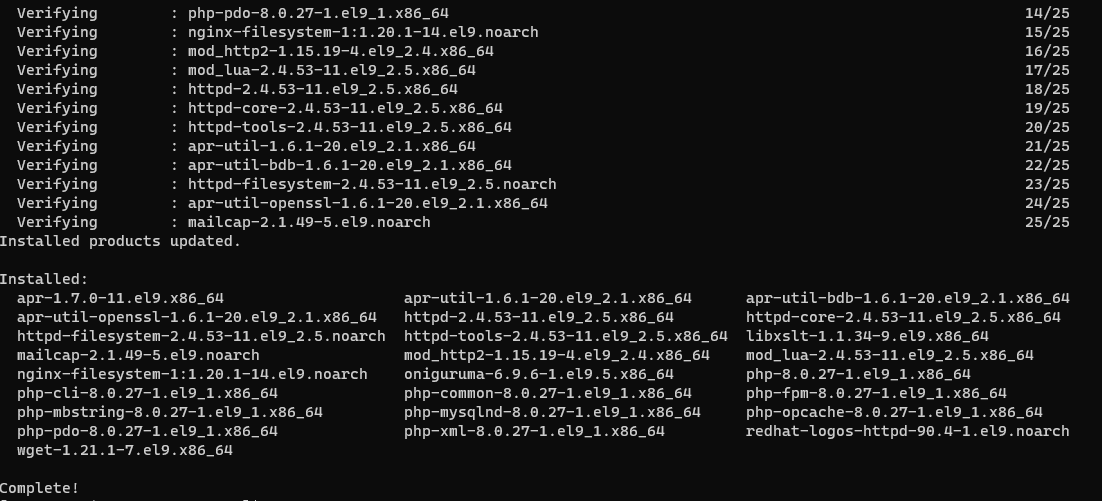 Verifying : php-pdo-8.0.27-1.el9_1.x86_64 14/25
Verifying : nginx-filesystem-1:1.20.1-14.el9.noarch 15/25
Verifying : mod_http2-1.15.19-4.el9_2.4.x86_64 16/25
Verifying : mod_lua-2.4.53-11.el9_2.5.x86_64 17/25
Verifying : httpd-2.4.53-11.el9_2.5.x86_64 18/25
Verifying : httpd-core-2.4.53-11.el9_2.5.x86_64 19/25
Verifying : httpd-tools-2.4.53-11.el9_2.5.x86_64 20/25
Verifying : apr-util-1.6.1-20.el9_2.1.x86_64 21/25
Verifying : apr-util-bdb-1.6.1-20.el9_2.1.x86_64 22/25
Verifying : httpd-filesystem-2.4.53-11.el9_2.5.noarch 23/25
Verifying : apr-util-openssl-1.6.1-20.el9_2.1.x86_64 24/25
Verifying : mailcap-2.1.49-5.el9.noarch 25/25
Installed products updated.
Installed:
apr-1.7.0-11.el9.x86_64 apr-util-1.6.1-20.el9_2.1.x86_64 apr-util-bdb-1.6.1-20.el9_2.1.x86_64
apr-util-openssl-1.6.1-20.el9_2.1.x86_64 httpd-2.4.53-11.el9_2.5.x86_64 httpd-core-2.4.53-11.el9_2.5.x86_64
httpd-filesystem-2.4.53-11.el9_2.5.noarch httpd-tools-2.4.53-11.el9_2.5.x86_64 libxslt-1.1.34-9.el9.x86_64
mailcap-2.1.49-5.el9.noarch mod_http2-1.15.19-4.el9_2.4.x86_64 mod_lua-2.4.53-11.el9_2.5.x86_64
nginx-filesystem-1:1.20.1-14.el9.noarch oniguruma-6.9.6-1.el9.5.x86_64 php-8.0.27-1.el9_1.x86_64
php-cli-8.0.27-1.el9_1.x86_64 php-common-8.0.27-1.el9_1.x86_64 php-fpm-8.0.27-1.el9_1.x86_64
php-mbstring-8.0.27-1.el9_1.x86_64 php-mysqlnd-8.0.27-1.el9_1.x86_64 php-opcache-8.0.27-1.el9_1.x86_64
php-pdo-8.0.27-1.el9_1.x86_64 php-xml-8.0.27-1.el9_1.x86_64 redhat-logos-httpd-90.4-1.el9.noarch
wget-1.21.1-7.el9.x86_64
Complete!